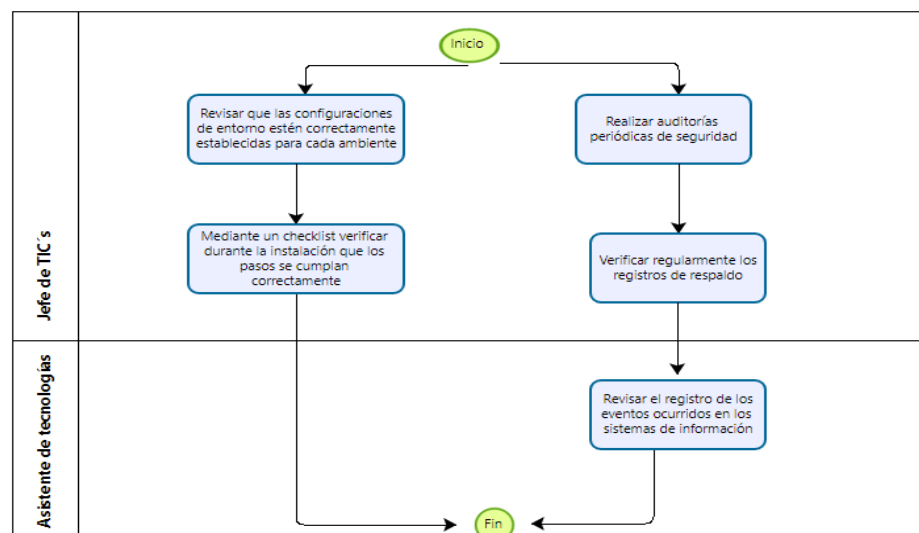 Inicio
Revisar que las configuraciones
de entorno estén correctamente
establecidas para cada ambiente
Realizar auditorías
periódicas de seguridad
Jefe de TIC´s
Mediante un checklist verificar
durante la instalación que los
pasos se cumplan
correctamente
Verificar regularmente los
registros de respaldo
Asistente de tecnologías
Revisar el registro de los
eventos ocurridos en los
sistemas de información
Fin